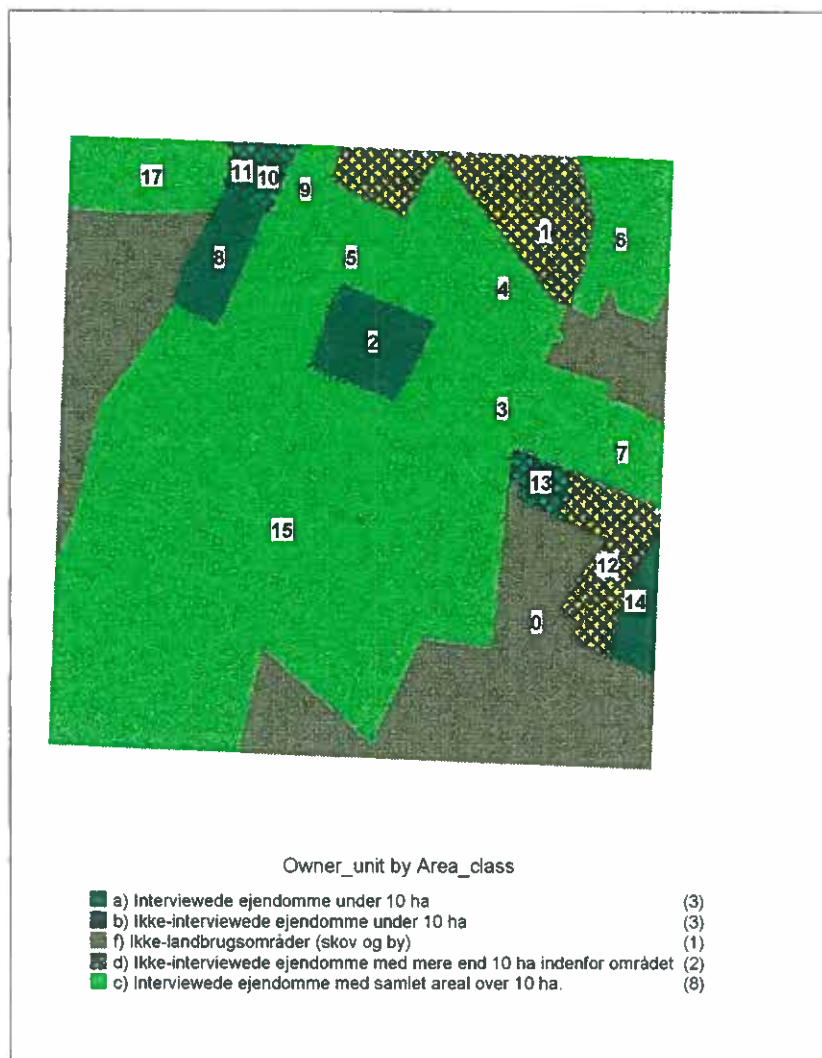 11
10
17
9
1
6
8
5
4
2
3
7
13
15
12
14
0
Owner_unit by Area_class
a) Interviewede ejendomme under 10 ha (3)
b) Ikke-interviewede ejendomme under 10 ha (3)
f) Ikke-landbrugsområder (skov og by) (1)
d) Ikke-interviewede ejendomme med mere end 10 ha indenfor området (2)
c) Interviewede ejendomme med samlet areal over 10 ha. (8)